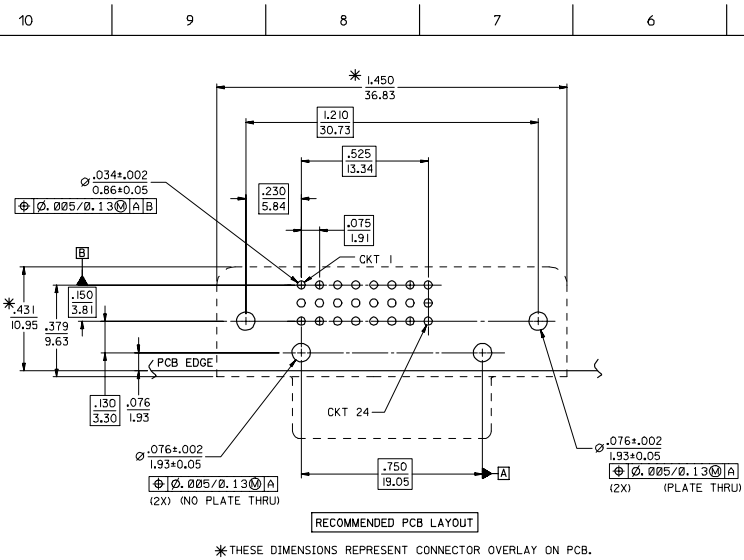 10 9 8 7 6
* 1.450
36.83
1.210
30.73
.525
13.34
⌀ .034±.002
0.86±0.05
⌖ ⌀.005/0.13Ⓜ A B
.230
5.84
.075
1.91
CKT 1
B
.150
3.81
* .431
10.95
.379
9.63
PCB EDGE
.130
3.30
.076
1.93
CKT 24
⌀ .076±.002
1.93±0.05
⌖ ⌀.005/0.13Ⓜ A
(2X) (NO PLATE THRU)
.750
19.05
A
⌀ .076±.002
1.93±0.05
⌖ ⌀.005/0.13Ⓜ A
(2X) (PLATE THRU)
RECOMMENDED PCB LAYOUT
* THESE DIMENSIONS REPRESENT CONNECTOR OVERLAY ON PCB.